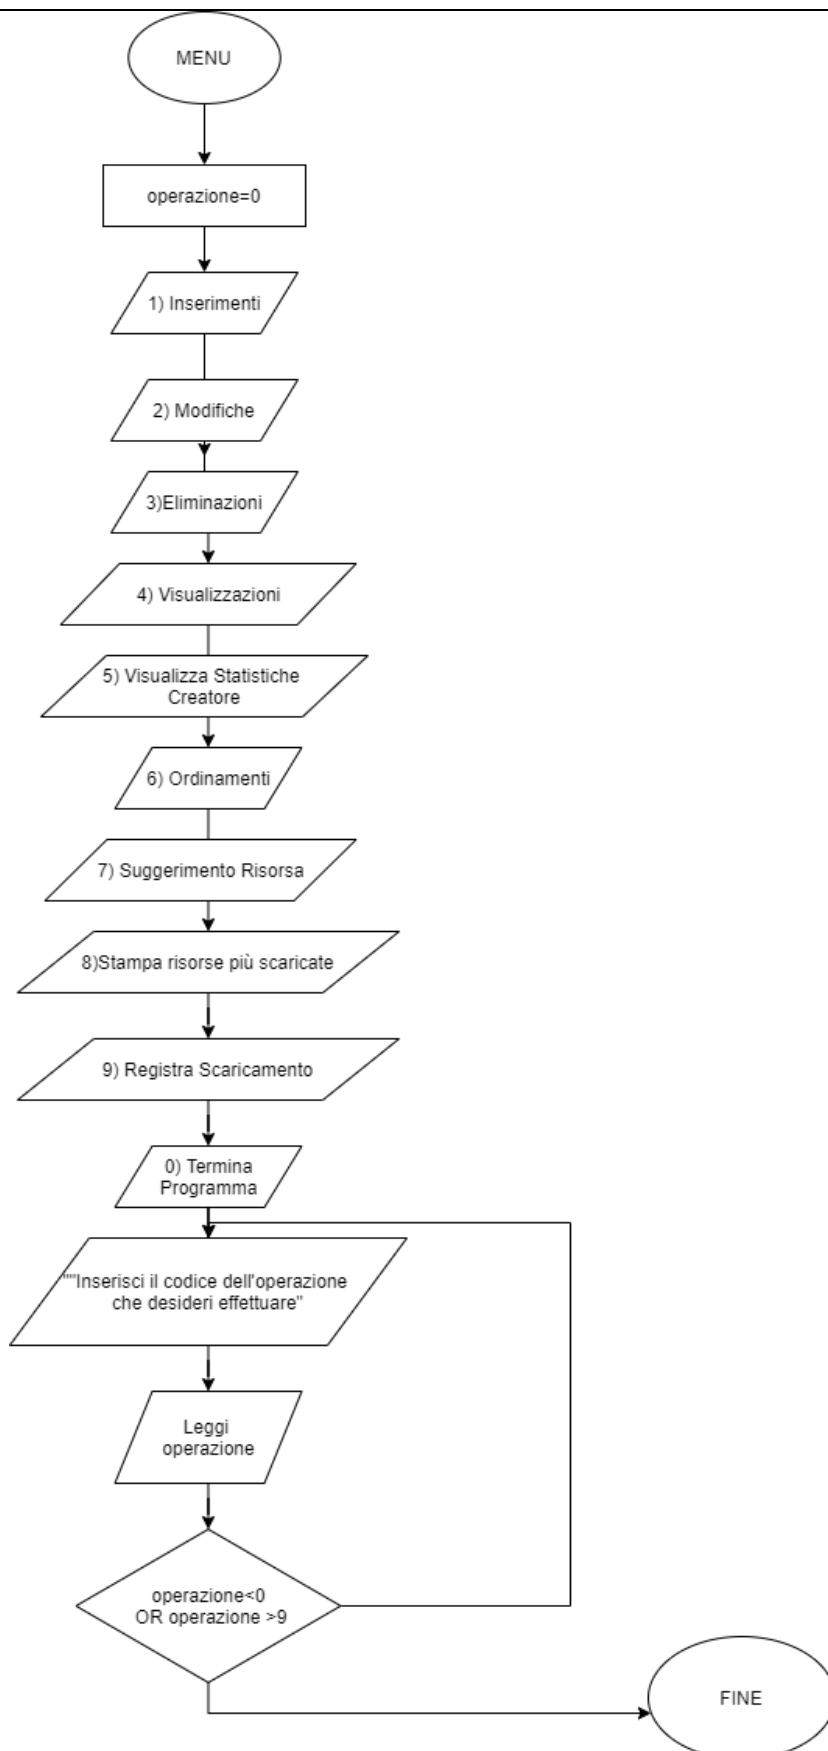 MENU
operazione=0
1) Inserimenti
2) Modifiche
3)Eliminazioni
4) Visualizzazioni
5) Visualizza Statistiche
Creatore
6) Ordinamenti
7) Suggerimento Risorsa
8)Stampa risorse più scaricate
9) Registra Scaricamento
0) Termina
Programma
""Inserisci il codice dell'operazione
che desideri effettuare"
Leggi
operazione
operazione<0
OR operazione >9
FINE